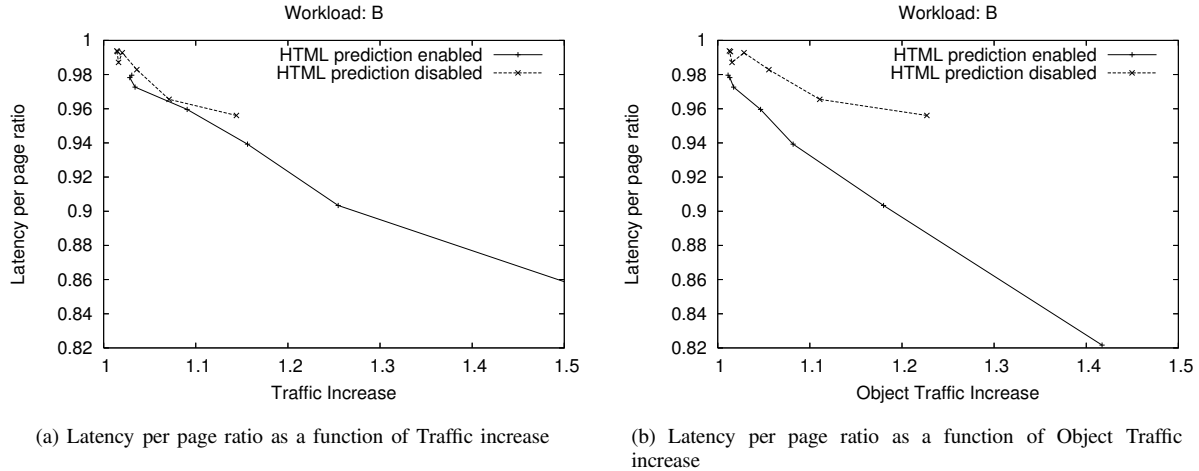 Workload: B
HTML prediction enabled
HTML prediction disabled
1
0.98
0.96
0.94
0.92
0.9
0.88
0.86
0.84
0.82
Latency per page ratio
1
1.1
1.2
1.3
1.4
1.5
Traffic Increase
(a) Latency per page ratio as a function of Traffic increase
Workload: B
HTML prediction enabled
HTML prediction disabled
1
0.98
0.96
0.94
0.92
0.9
0.88
0.86
0.84
0.82
Latency per page ratio
1
1.1
1.2
1.3
1.4
1.5
Object Traffic Increase
(b) Latency per page ratio as a function of Object Traffic
increase